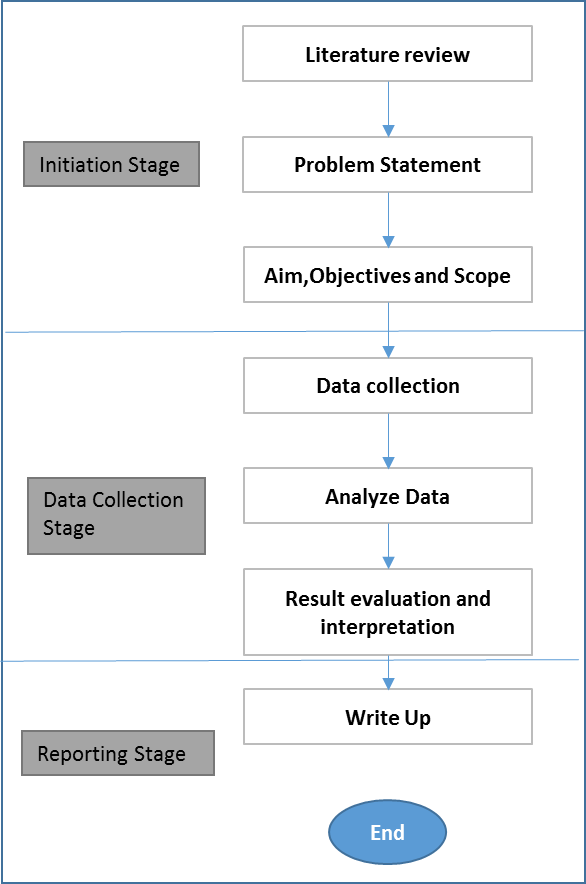 Literature review
Initiation Stage
Problem Statement
Aim,Objectives and Scope
Data collection
Data Collection
Stage
Analyze Data
Result evaluation and
interpretation
Write Up
Reporting Stage
End